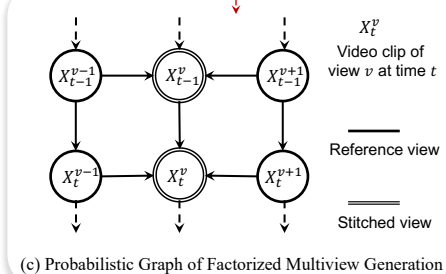 X_t^v
Video clip of
view v at time t
X_{t-1}^{v-1}
X_{t-1}^v
X_{t-1}^{v+1}
X_t^{v-1}
X_t^v
X_t^{v+1}
Reference view
Stitched view
(c) Probabilistic Graph of Factorized Multiview Generation